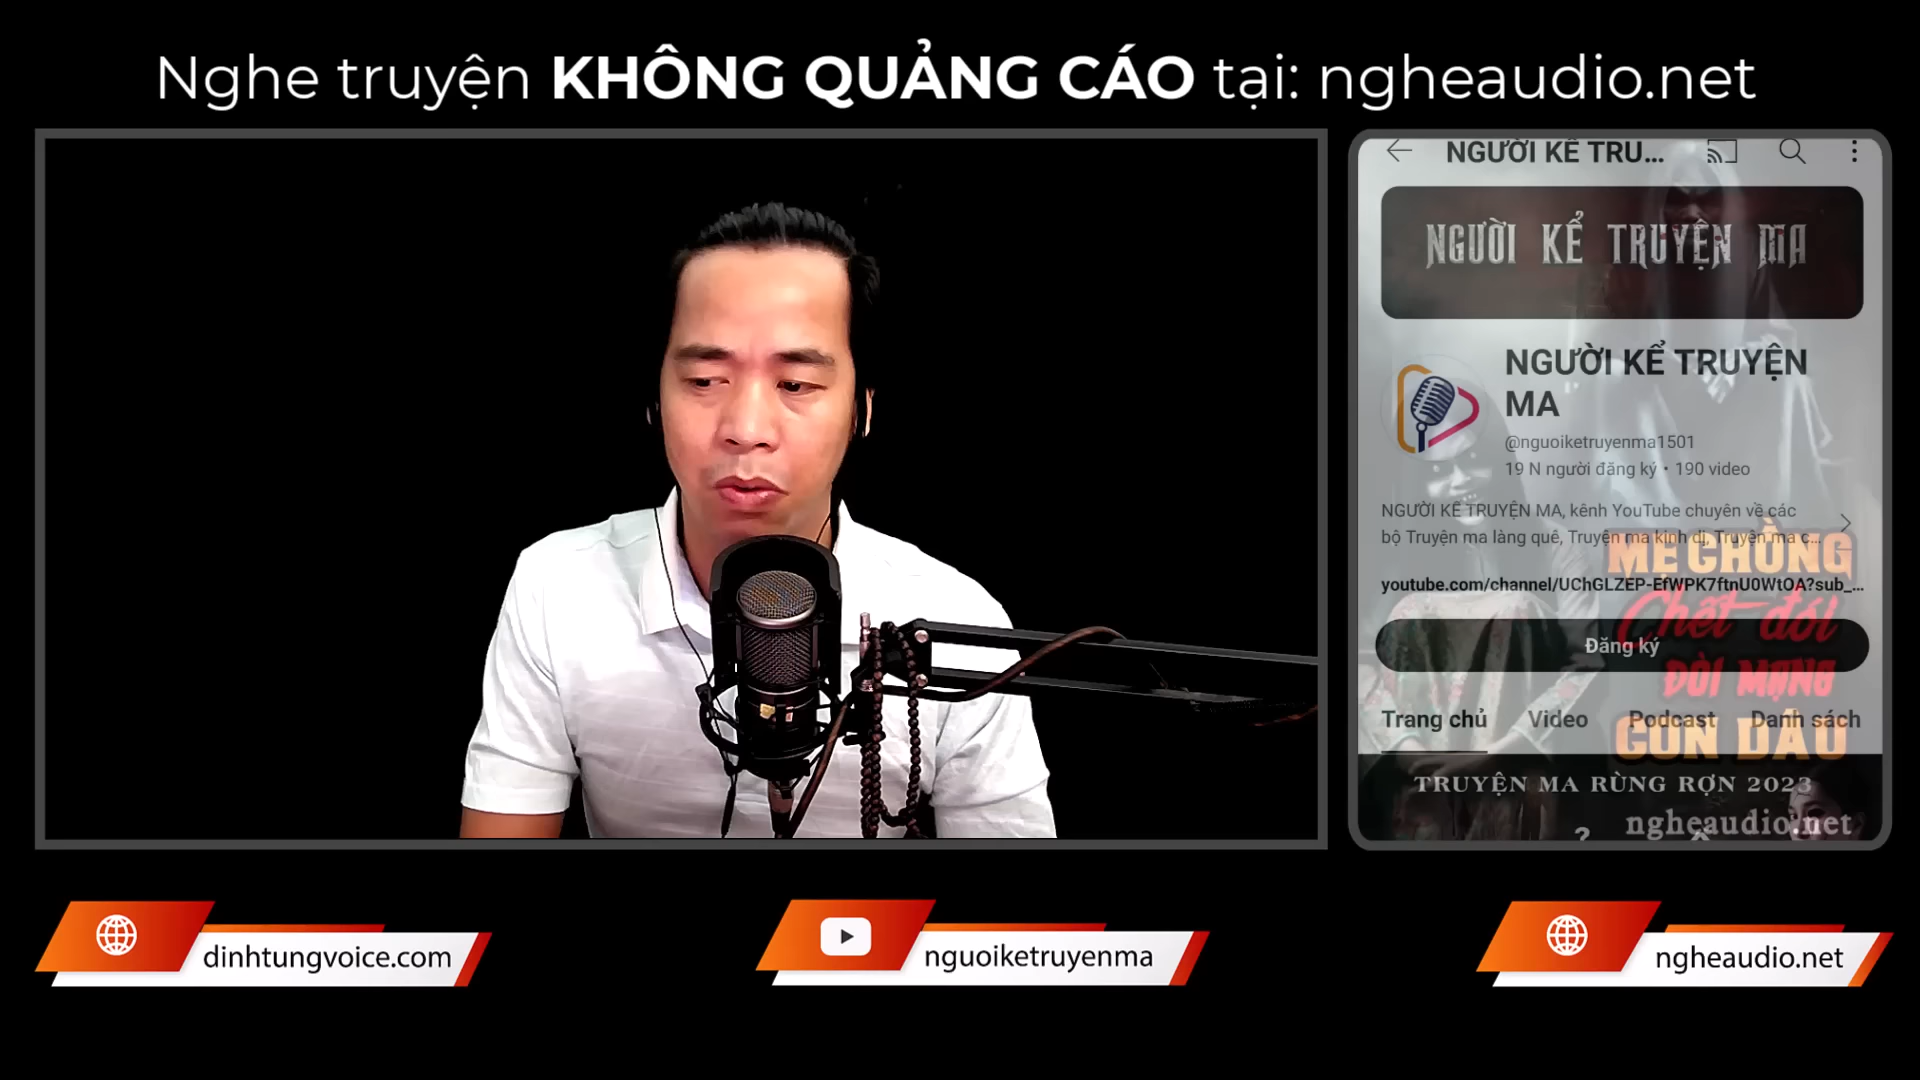 Nghe truyện KHÔNG QUẢNG CÁO tại: ngheaudio.net
NGƯỜI KỂ TRU...
NGƯỜI KỂ TRUYỆN MA
NGƯỜI KỂ TRUYỆN
MA
@nguoiketruyenma1501
19 N người đăng ký • 190 video
NGƯỜI KỂ TRUYỆN MA, kênh YouTube chuyên về các
bộ Truyện ma làng quê, Truyện ma kinh dị, Truyện ma c...
MẸ CHỒNG
youtube.com/channel/UChGLZEP-EfWPK7ftnU0WtOA?sub_...
Chết đói
Đăng ký
ĐÒI MẠNG
Trang chủ Video Podcast Danh sách
CON DÂU
TRUYỆN MA RÙNG RỢN 2023
ngheaudio.net
dinhtungvoice.com
nguoiketruyenma
ngheaudio.net